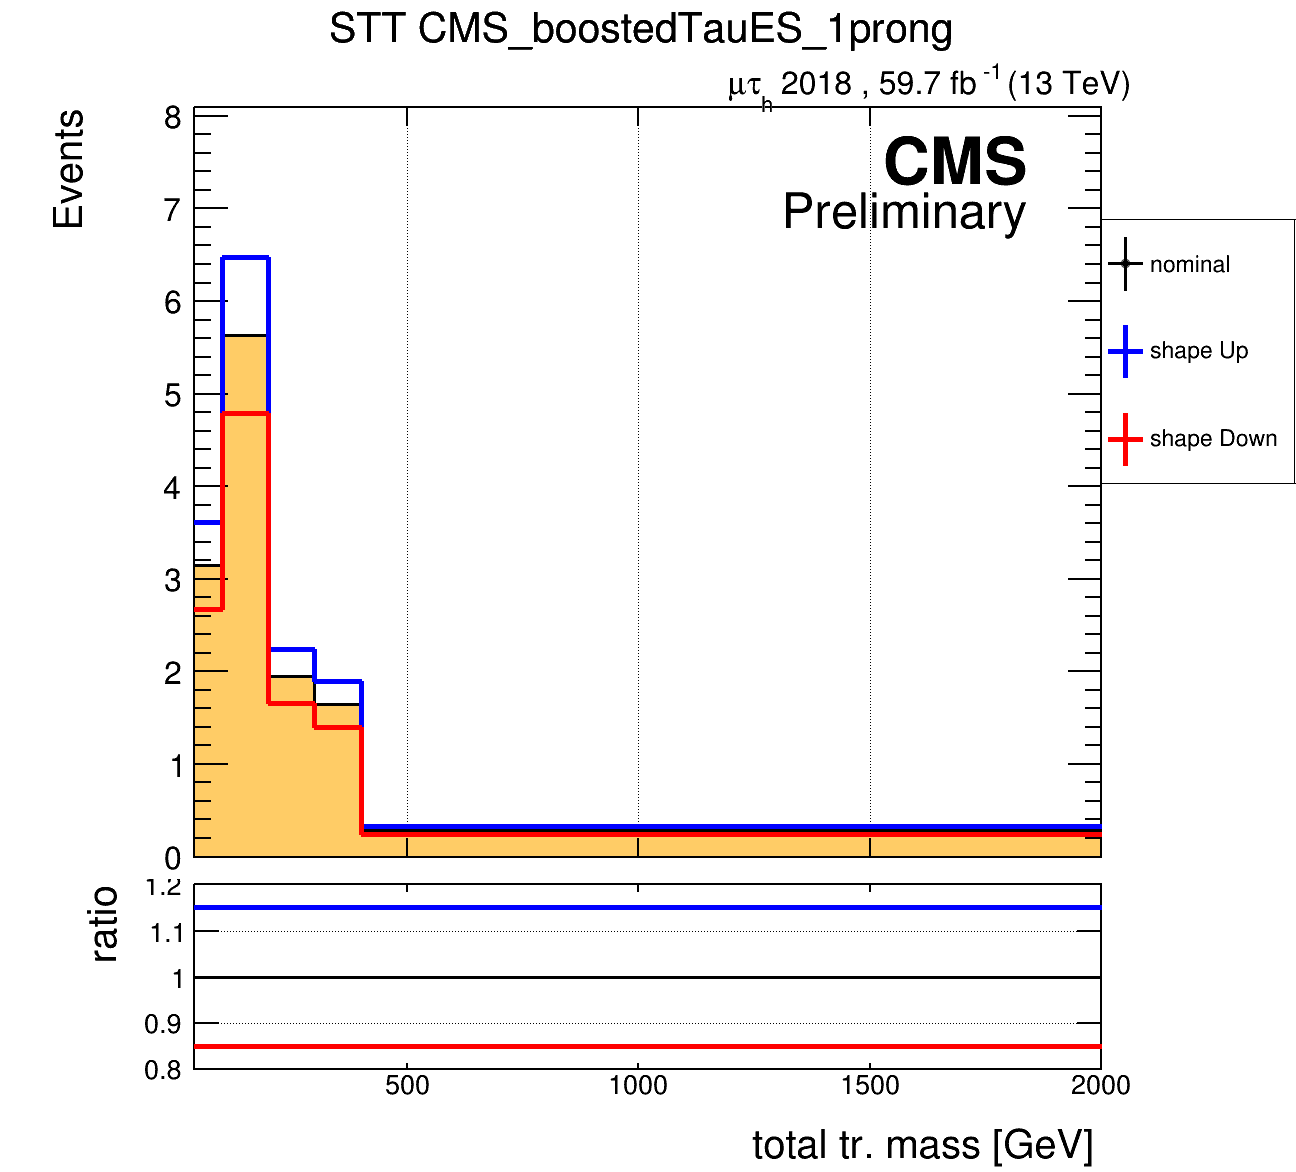 STT CMS_boostedTauES_1prong
μτh 2018 , 59.7 fb-1 (13 TeV)
Events
8
7
6
5
4
3
2
1
0
CMS
Preliminary
nominal
shape Up
shape Down
ratio
1.2
1.1
1
0.9
0.8
500 1000 1500 2000
total tr. mass [GeV]